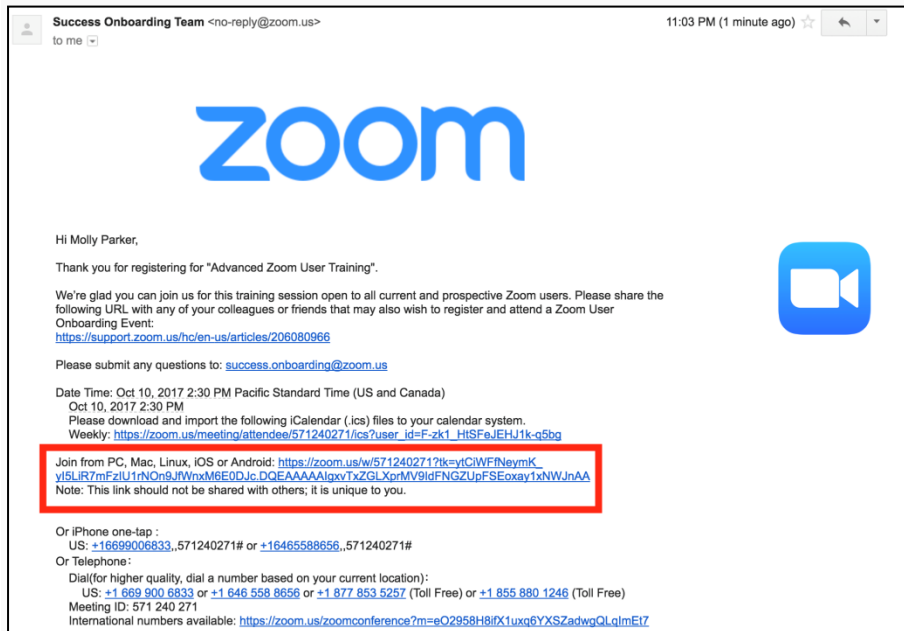 Success Onboarding Team <no-reply@zoom.us>
11:03 PM (1 minute ago)
to me
zoom
Hi Molly Parker,
Thank you for registering for "Advanced Zoom User Training".
We're glad you can join us for this training session open to all current and prospective Zoom users. Please share the
following URL with any of your colleagues or friends that may also wish to register and attend a Zoom User
Onboarding Event:
https://support.zoom.us/hc/en-us/articles/206080966
Please submit any questions to: success.onboarding@zoom.us
Date Time: Oct 10, 2017 2:30 PM Pacific Standard Time (US and Canada)
Oct 10, 2017 2:30 PM
Please download and import the following iCalendar (.ics) files to your calendar system.
Weekly: https://zoom.us/meeting/attendee/571240271/ics?user_id=F-zk1_HtSFeJEHJ1k-q5bg
Join from PC, Mac, Linux, iOS or Android: https://zoom.us/w/571240271?tk=ytCiWFfNeymK_
yI5LiR7mFzIU1rNOn9JfWnxM6E0DJc.DQEAAAAAIgxvTxZGLXprMV9IdFNGZUpFSEoxay1xNWJnAA
Note: This link should not be shared with others; it is unique to you.
Or iPhone one-tap :
US: +16699006833,,571240271# or +16465588656,,571240271#
Or Telephone:
Dial(for higher quality, dial a number based on your current location):
US: +1 669 900 6833 or +1 646 558 8656 or +1 877 853 5257 (Toll Free) or +1 855 880 1246 (Toll Free)
Meeting ID: 571 240 271
International numbers available: https://zoom.us/zoomconference?m=eO2958H8ifX1uxq6YXSZadwgQLqImEt7